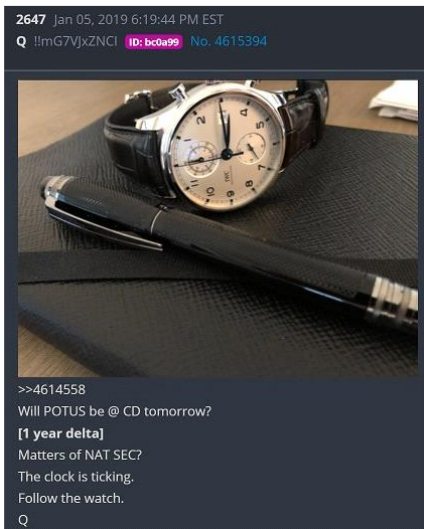 2647 Jan 05, 2019 6:19:44 PM EST
Q !!mG7VJxZNCI ID: bc0a99 No. 4615394
IWC
>>4614558
Will POTUS be @ CD tomorrow?
[1 year delta]
Matters of NAT SEC?
The clock is ticking.
Follow the watch.
Q